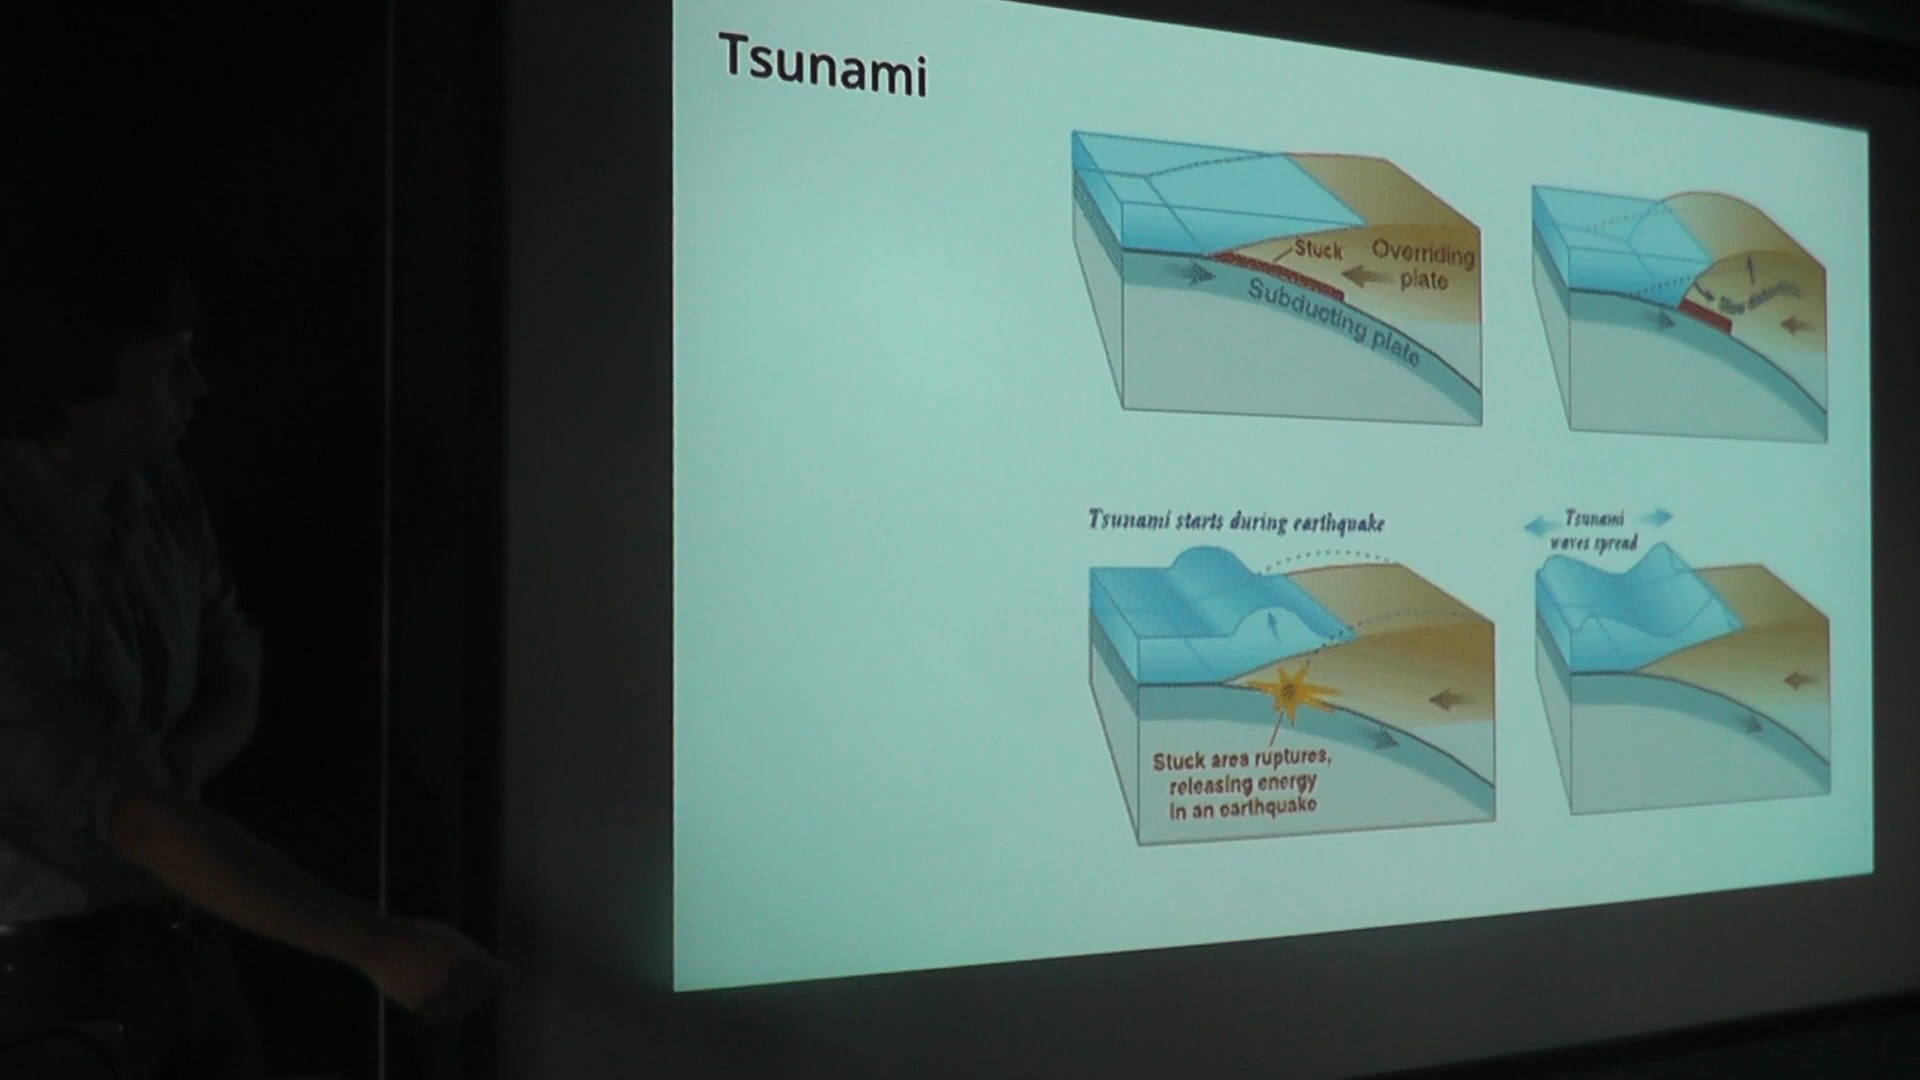 Tsunami
Stuck
Overriding
plate
Subducting plate
Tsunami starts during earthquake
Tsunami
waves spread
Stuck area ruptures,
releasing energy
in an earthquake